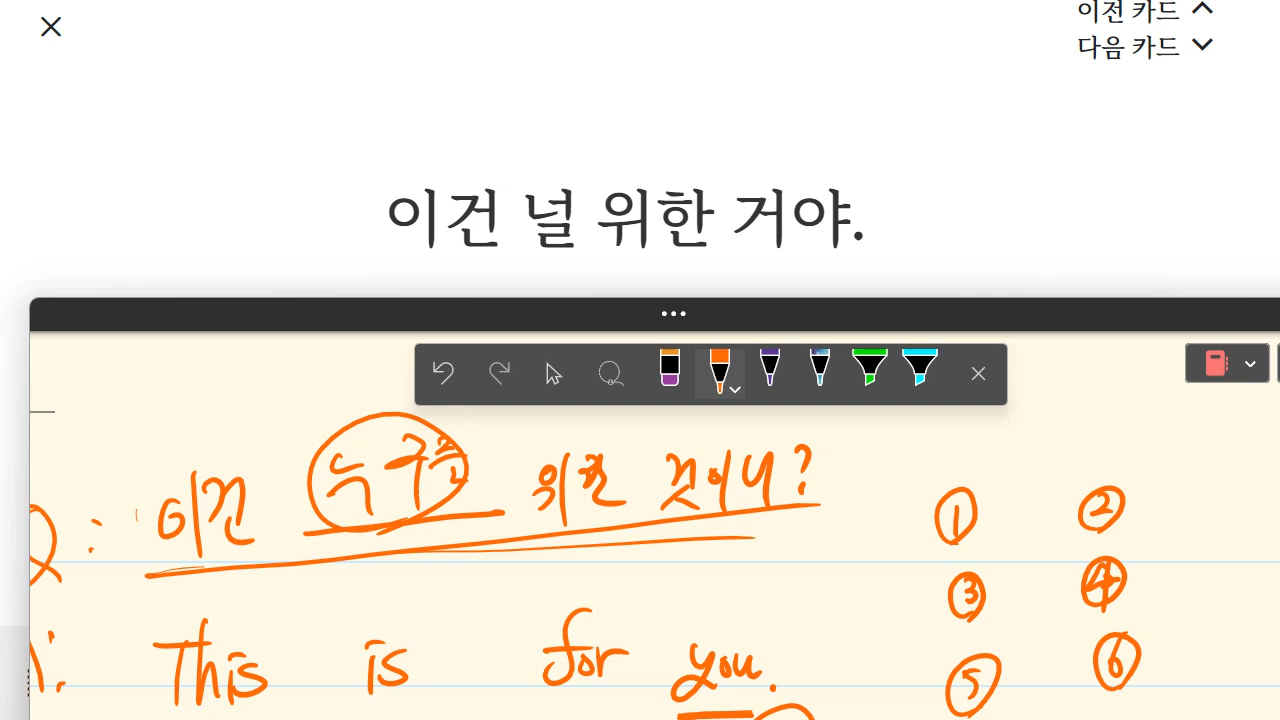 이전 카드
다음 카드
이건 널 위한 거야.
Q: 이건 누구를 위한 것이니? ① ②
③ ④
This is for you. ⑤ ⑥